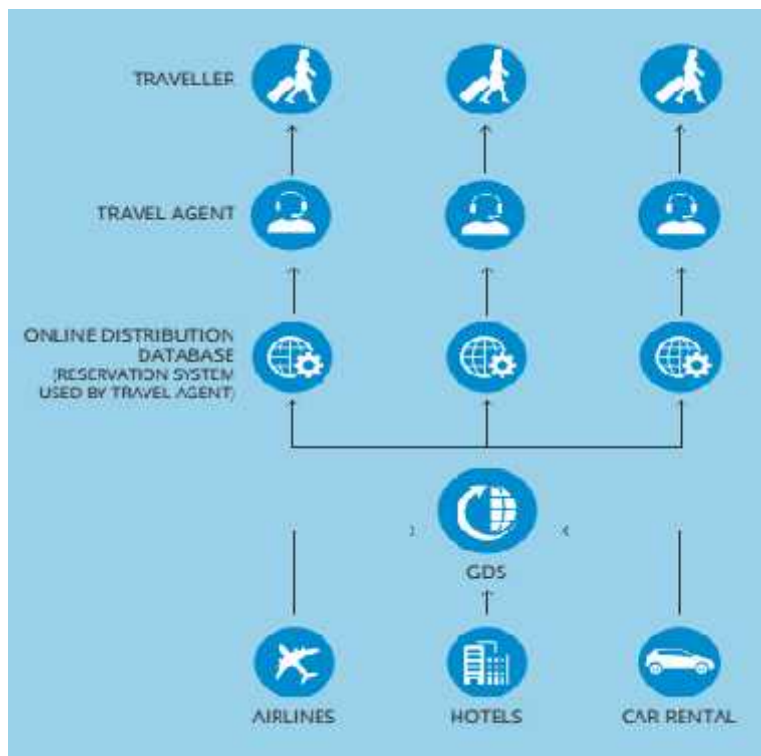 TRAVELLER
TRAVEL AGENT
ONLINE DISTRIBUTION
DATABASE
(RESERVATION SYSTEM
USED BY TRAVEL AGENT)
GDS
AIRLINES
HOTELS
CAR RENTAL